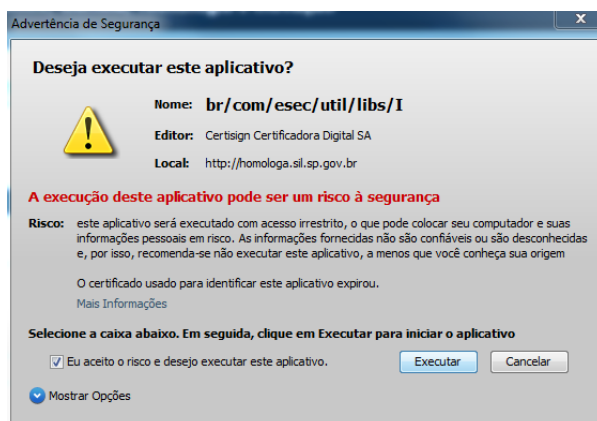 Advertência de Segurança
X
Deseja executar este aplicativo?
Nome: br/com/esec/util/libs/I
Editor: Certisign Certificadora Digital SA
Local: http://homologa.sil.sp.gov.br
A execução deste aplicativo pode ser um risco à segurança
Risco: este aplicativo será executado com acesso irrestrito, o que pode colocar seu computador e suas
informações pessoais em risco. As informações fornecidas não são confiáveis ou são desconhecidas
e, por isso, recomenda-se não executar este aplicativo, a menos que você conheça sua origem
O certificado usado para identificar este aplicativo expirou.
Mais Informações
Selecione a caixa abaixo. Em seguida, clique em Executar para iniciar o aplicativo
Eu aceito o risco e desejo executar este aplicativo.
Executar
Cancelar
Mostrar Opções